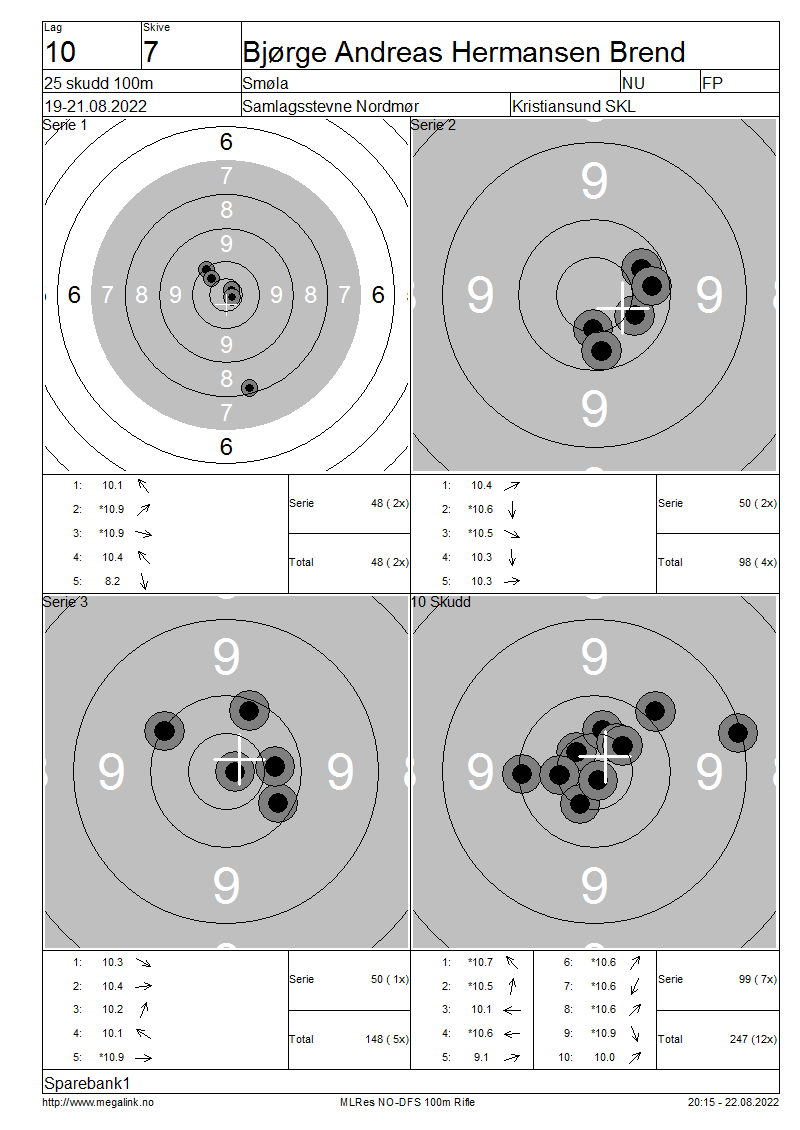 Lag Skive
10 7 Bjørge Andreas Hermansen Brend
25 skudd 100m Smøla NU FP
19-21.08.2022 Samlagsstevne Nordmør Kristiansund SKL
Serie 1
6
7
8
9
6 7 8 9 9 8 7 6
9
8
7
6
Serie 2
9
9 9
9
1: 10.1
2: *10.9
3: *10.9
4: 10.4
5: 8.2
Serie 48 ( 2x)
Total 48 ( 2x)
1: 10.4
2: *10.6
3: *10.5
4: 10.3
5: 10.3
Serie 50 ( 2x)
Total 98 ( 4x)
Serie 3
9
9 9
9
10 Skudd
9
9 9
9
1: 10.3
2: 10.4
3: 10.2
4: 10.1
5: *10.9
Serie 50 ( 1x)
Total 148 ( 5x)
1: *10.7 6: *10.6
2: *10.5 7: *10.6
3: 10.1 8: *10.6
4: *10.6 9: *10.9
5: 9.1 10: 10.0
Serie 99 ( 7x)
Total 247 (12x)
Sparebank1
http://www.megalink.no MLRes NO-DFS 100m Rifle 20:15 - 22.08.2022